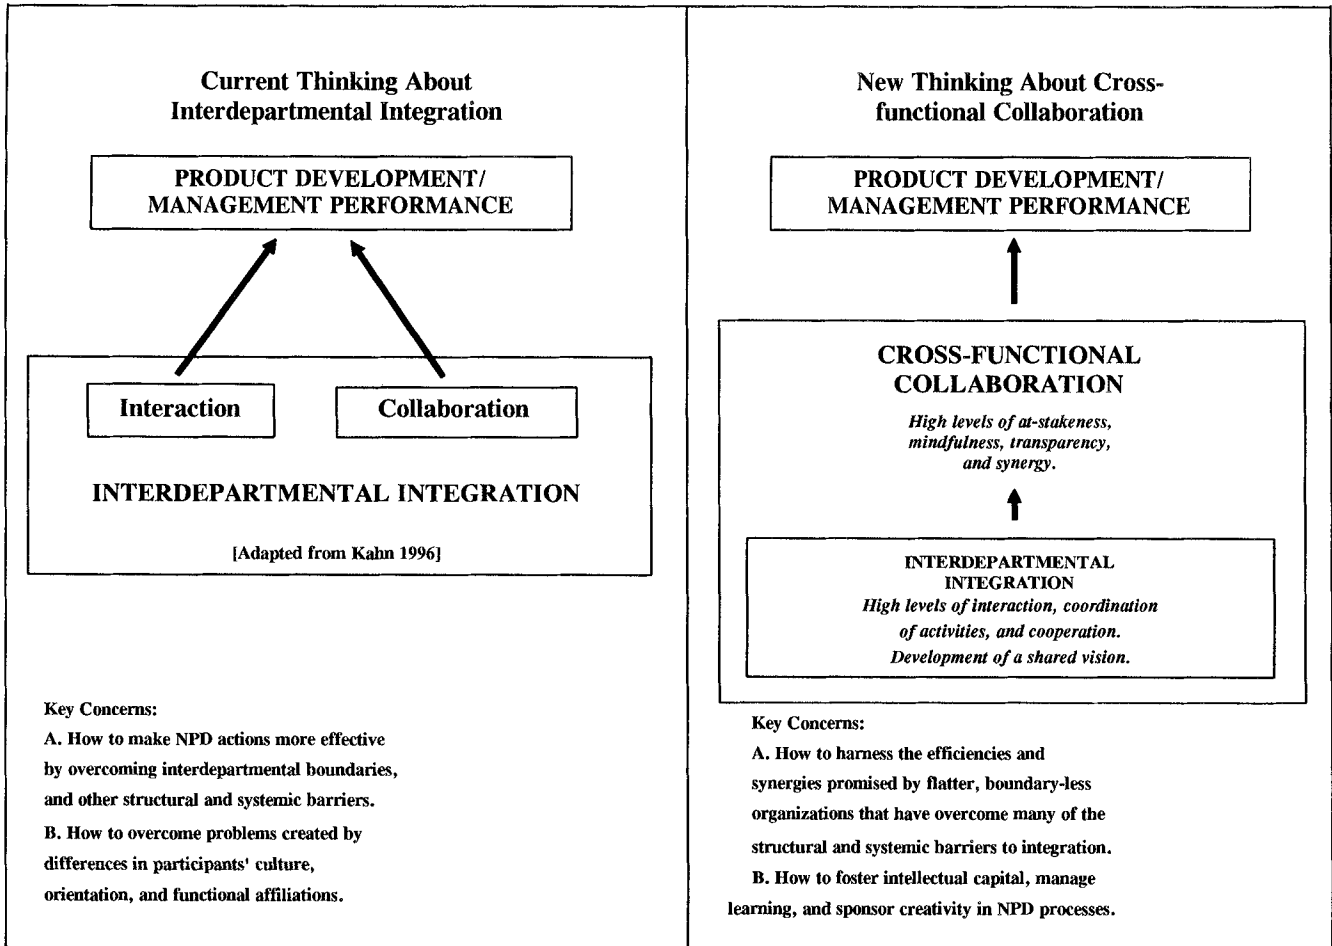 Current Thinking About
Interdepartmental Integration
PRODUCT DEVELOPMENT/
MANAGEMENT PERFORMANCE
Interaction
Collaboration
INTERDEPARTMENTAL INTEGRATION
[Adapted from Kahn 1996]
Key Concerns:
A. How to make NPD actions more effective
by overcoming interdepartmental boundaries,
and other structural and systemic barriers.
B. How to overcome problems created by
differences in participants' culture,
orientation, and functional affiliations.
New Thinking About Cross-
functional Collaboration
PRODUCT DEVELOPMENT/
MANAGEMENT PERFORMANCE
CROSS-FUNCTIONAL
COLLABORATION
High levels of at-stakeness,
mindfulness, transparency,
and synergy.
INTERDEPARTMENTAL
INTEGRATION
High levels of interaction, coordination
of activities, and cooperation.
Development of a shared vision.
Key Concerns:
A. How to harness the efficiencies and
synergies promised by flatter, boundary-less
organizations that have overcome many of the
structural and systemic barriers to integration.
B. How to foster intellectual capital, manage
learning, and sponsor creativity in NPD processes.